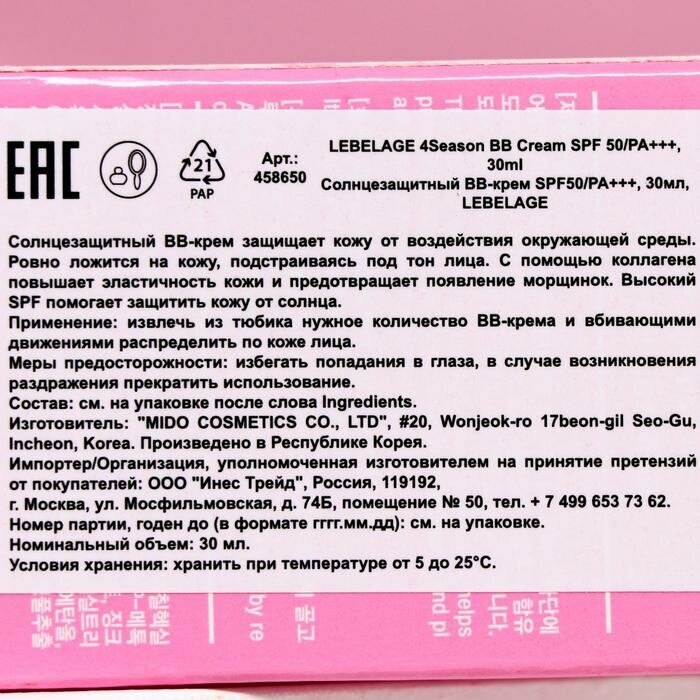 EAC
21
PAP
Арт.:
458650
LEBELAGE 4Season BB Cream SPF 50/PA+++,
30ml
Солнцезащитный ВВ-крем SPF50/PA+++, 30мл,
LEBELAGE
Солнцезащитный ВВ-крем защищает кожу от воздействия окружающей среды.
Ровно ложится на кожу, подстраиваясь под тон лица. С помощью коллагена
повышает эластичность кожи и предотвращает появление морщинок. Высокий
SPF помогает защитить кожу от солнца.
Применение: извлечь из тюбика нужное количество ВВ-крема и вбивающими
движениями распределить по коже лица.
Меры предосторожности: избегать попадания в глаза, в случае возникновения
раздражения прекратить использование.
Состав: см. на упаковке после слова Ingredients.
Изготовитель: "MIDO COSMETICS CO., LTD", #20, Wonjeok-ro 17beon-gil Seo-Gu,
Incheon, Korea. Произведено в Республике Корея.
Импортер/Организация, уполномоченная изготовителем на принятие претензий
от покупателей: ООО "Инес Трейд", Россия, 119192,
г. Москва, ул. Мосфильмовская, д. 74Б, помещение № 50, тел. + 7 499 653 73 62.
Номер партии, годен до (в формате гггг.мм.дд): см. на упаковке.
Номинальный объем: 30 мл.
Условия хранения: хранить при температуре от 5 до 25°С.
by re
helps
nd pl